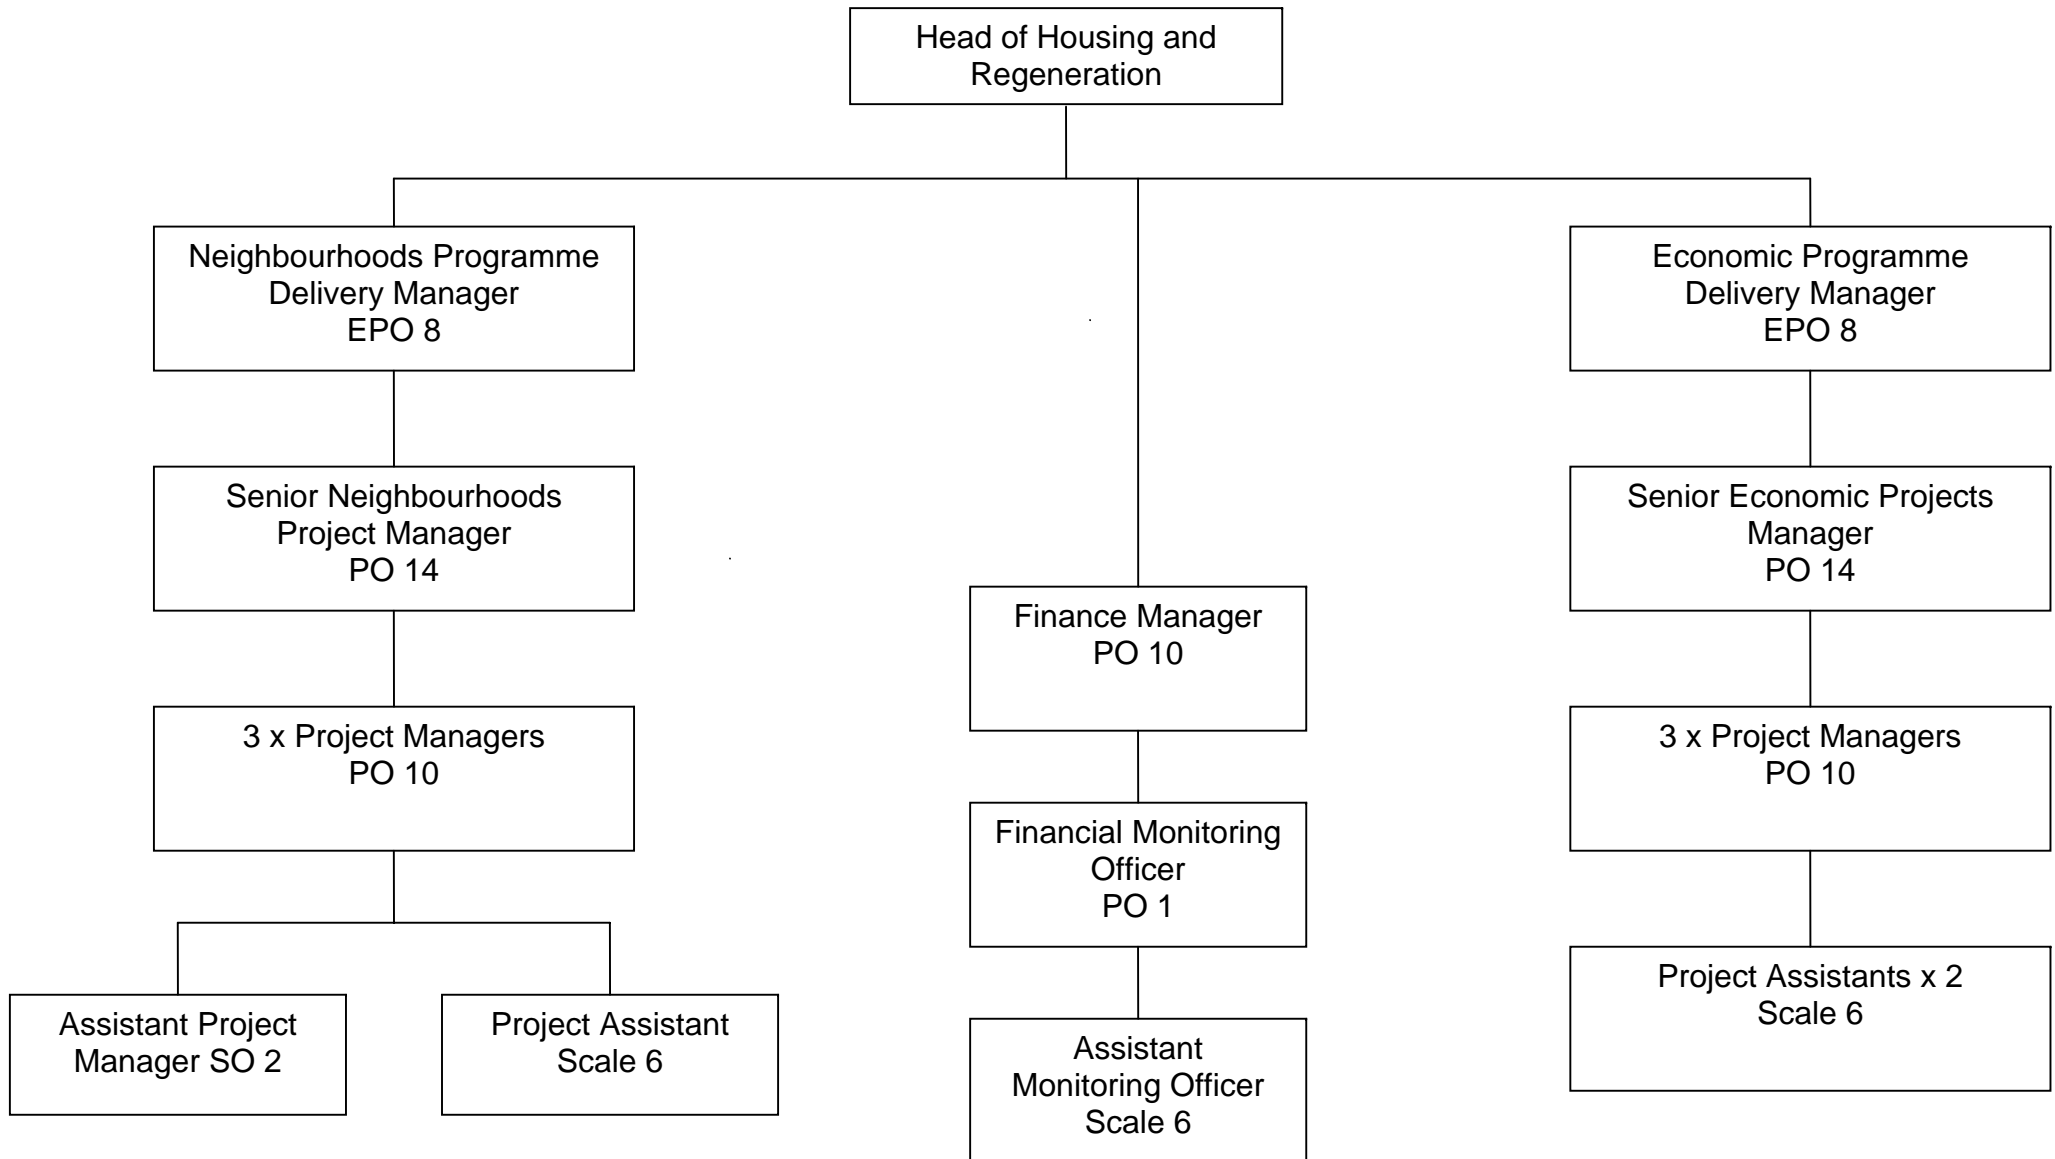 Head of Housing and
Regeneration
Neighbourhoods Programme
Delivery Manager
EPO 8
Economic Programme
Delivery Manager
EPO 8
Senior Neighbourhoods
Project Manager
PO 14
Senior Economic Projects
Manager
PO 14
Finance Manager
PO 10
3 x Project Managers
PO 10
3 x Project Managers
PO 10
Financial Monitoring
Officer
PO 1
Assistant Project
Manager SO 2
Project Assistant
Scale 6
Assistant
Monitoring Officer
Scale 6
Project Assistants x 2
Scale 6